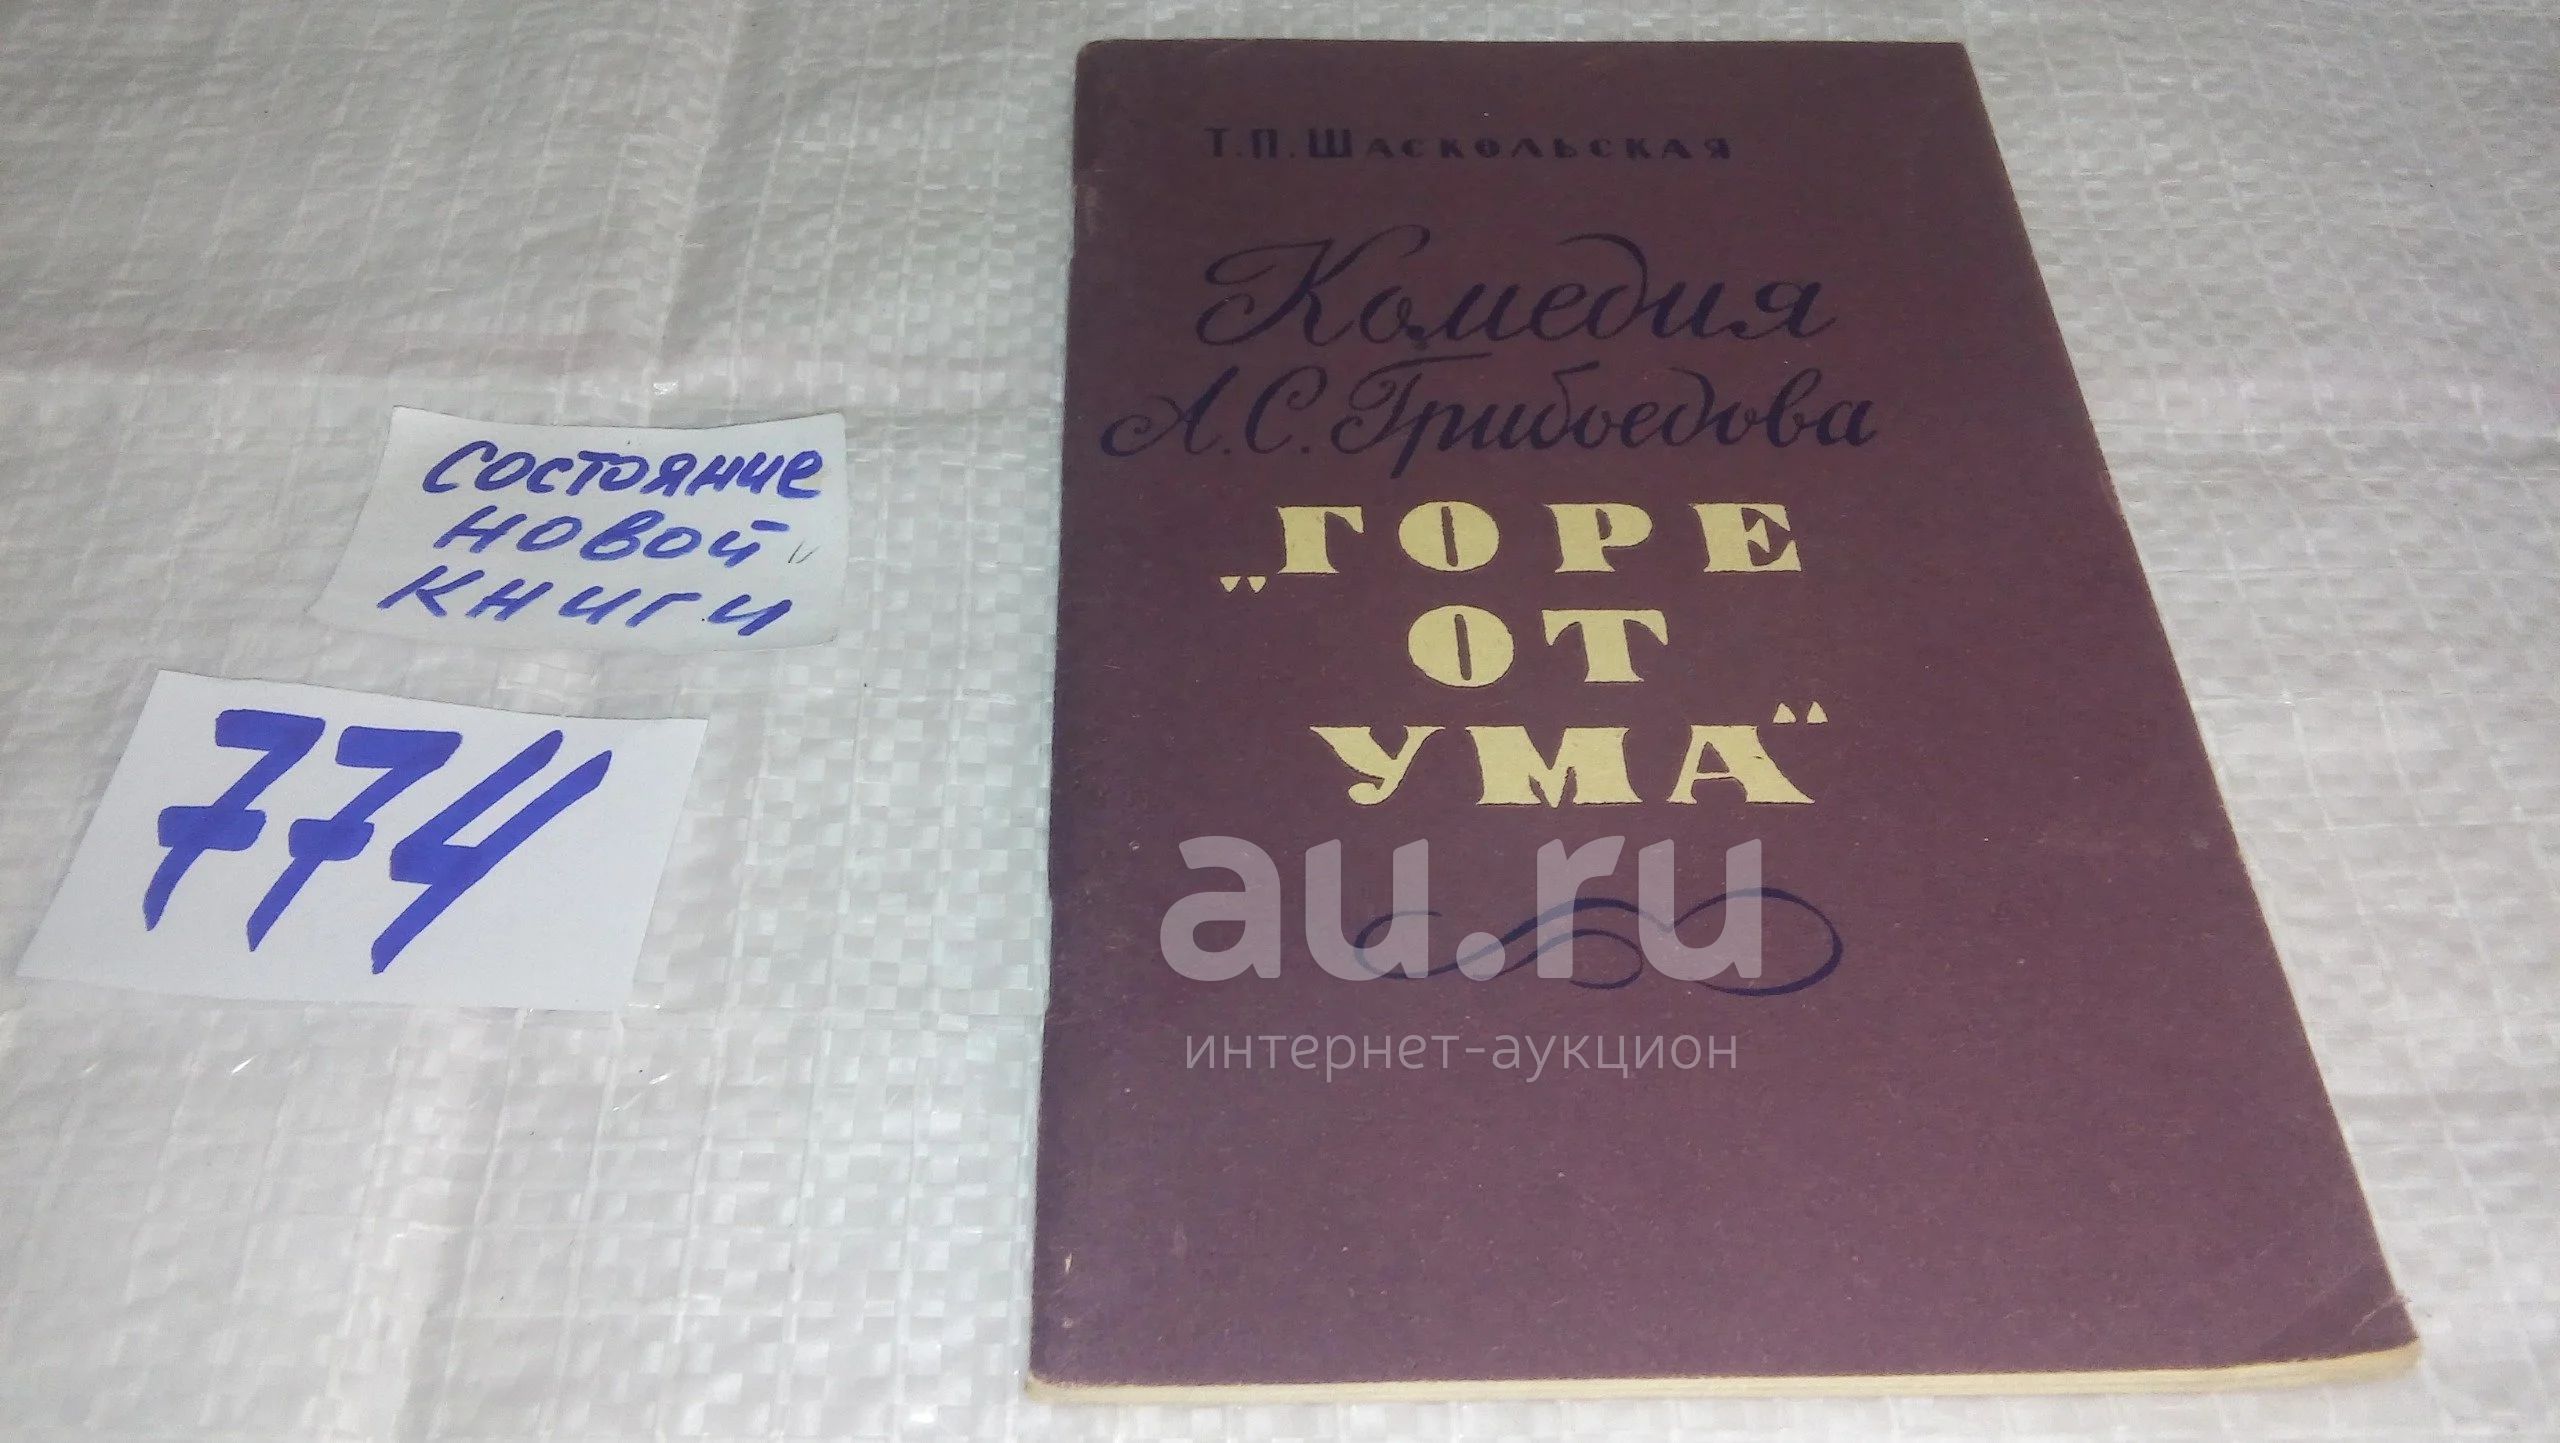 состояние
новой
книги
774
Т.П.Шаскольская
Комедия
А.С.Грибоедова
„ГОРЕ
ОТ
УМА“
au.ru
интернет-аукцион